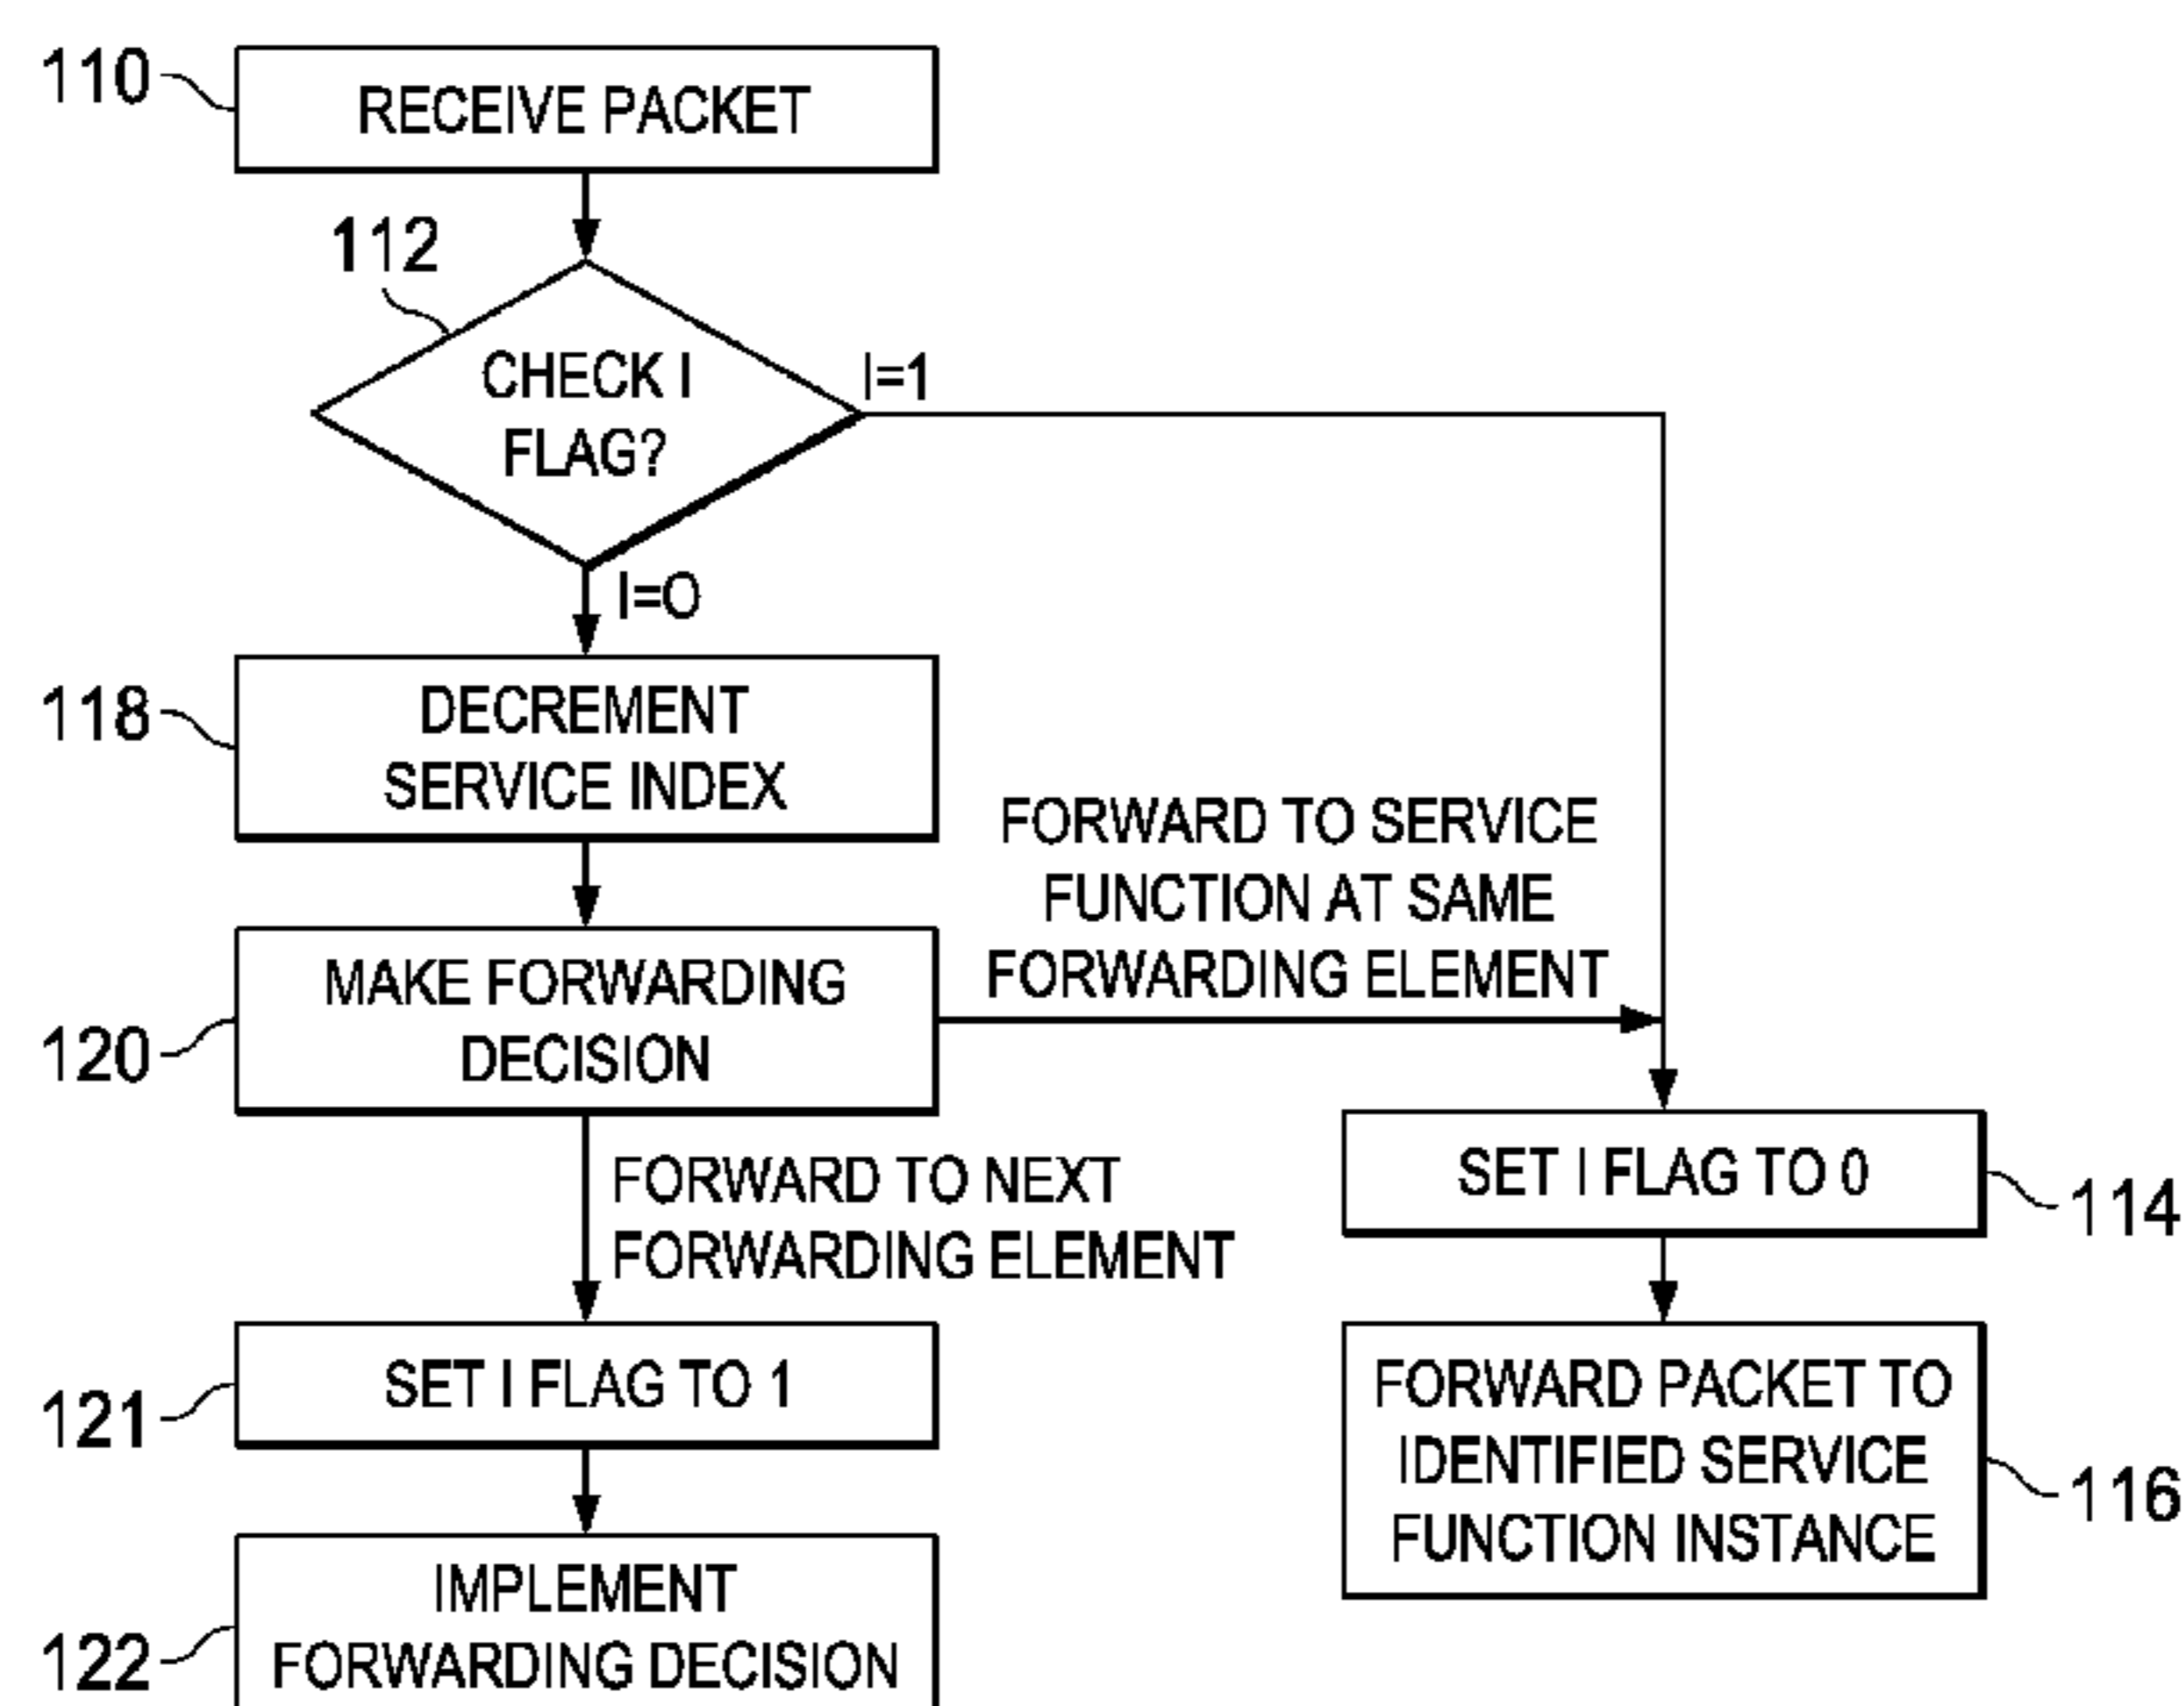 110
RECEIVE PACKET
112
CHECK I
FLAG?
I=1
I=O
118
DECREMENT
SERVICE INDEX
FORWARD TO SERVICE
FUNCTION AT SAME
FORWARDING ELEMENT
120
MAKE FORWARDING
DECISION
FORWARD TO NEXT
FORWARDING ELEMENT
SET I FLAG TO 0
114
121
SET I FLAG TO 1
FORWARD PACKET TO
IDENTIFIED SERVICE
FUNCTION INSTANCE
116
122
IMPLEMENT
FORWARDING DECISION